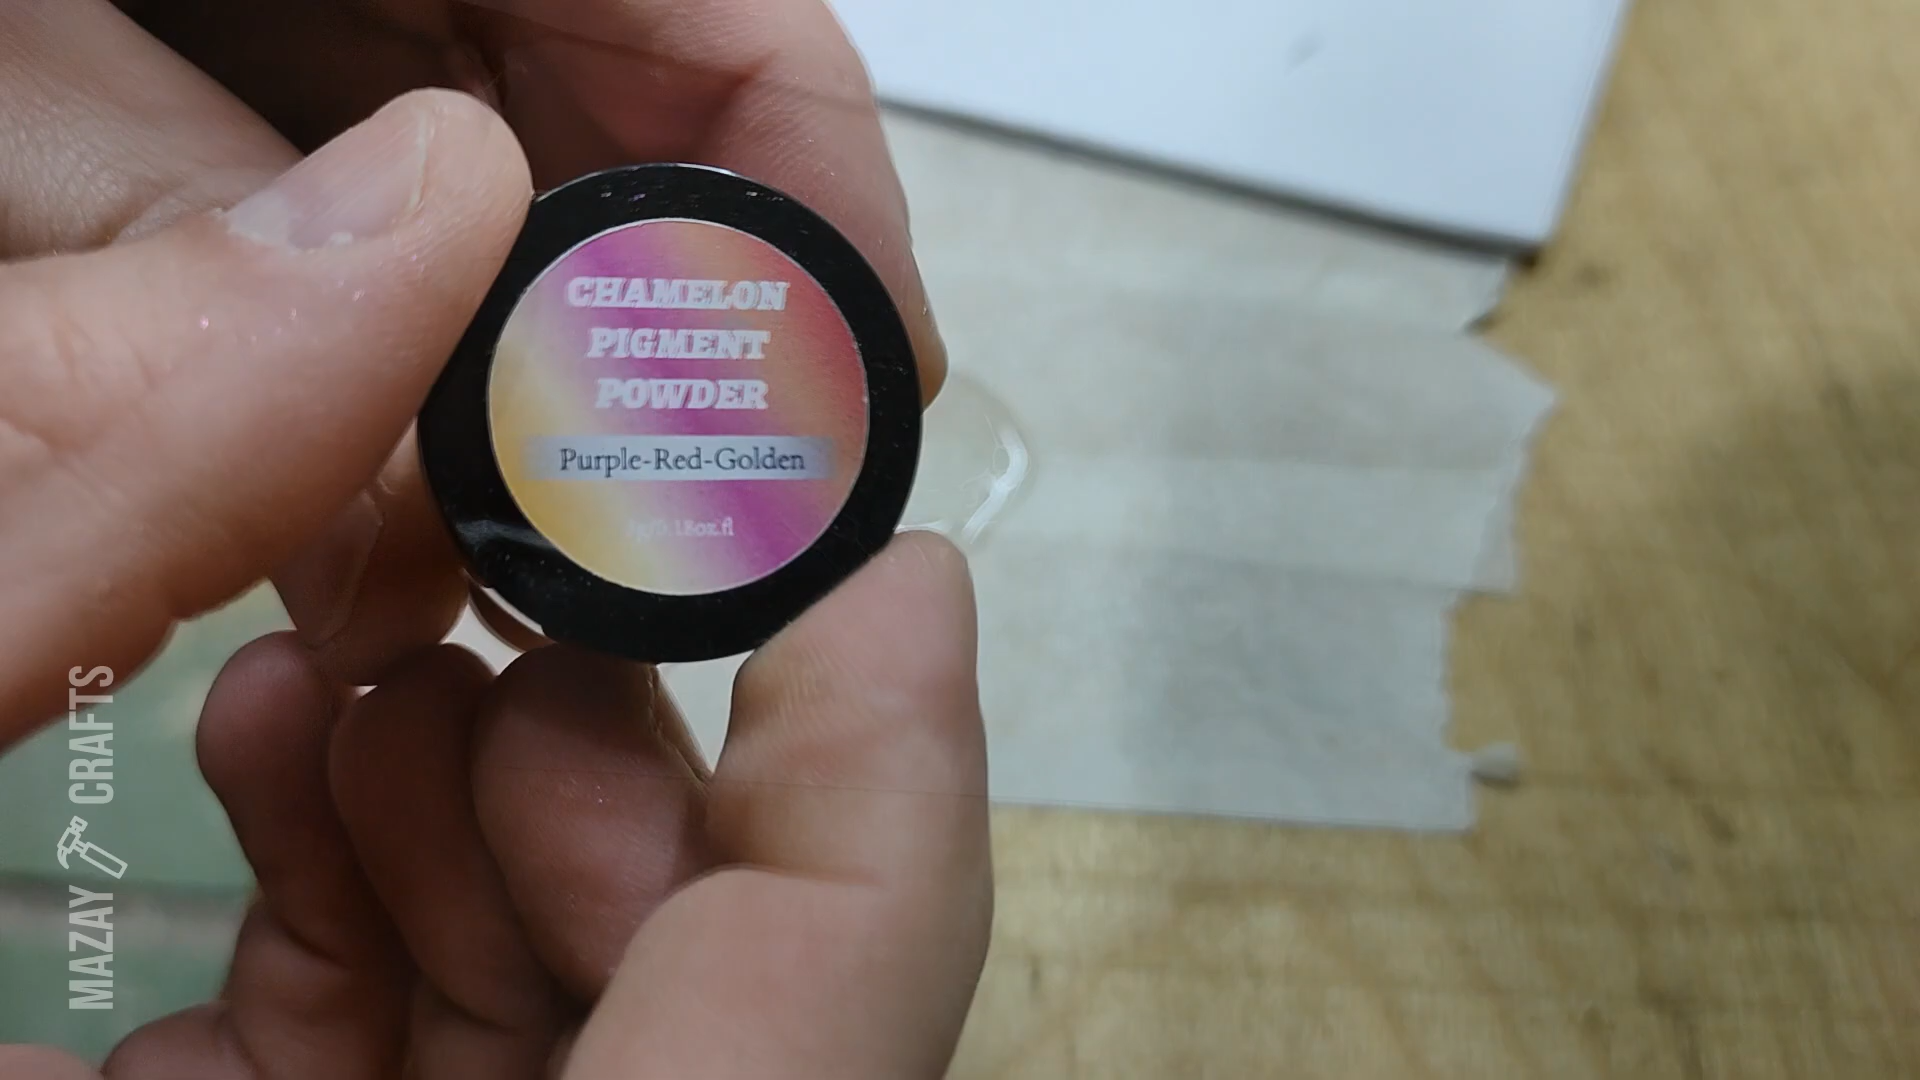 CHAMELON
PIGMENT
POWDER
Purple-Red-Golden
MAZAY CRAFTS